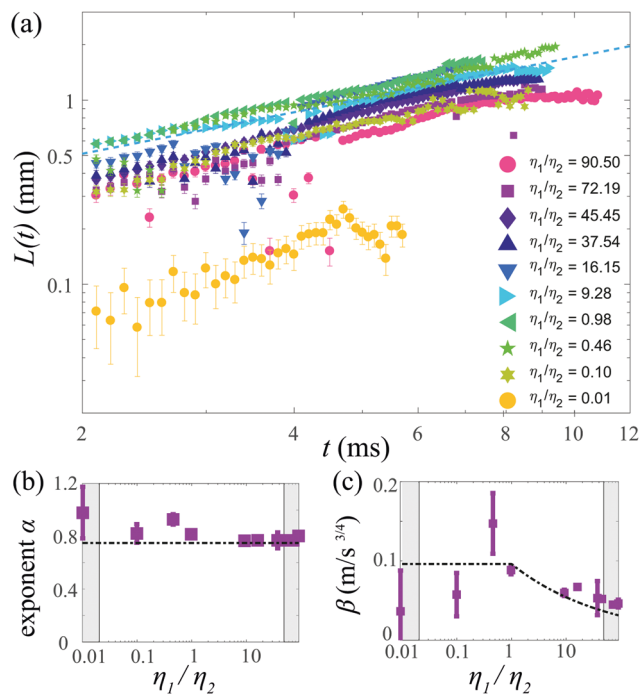 (a)
L(t) (mm)
1
0.5
0.1
η₁/η₂ = 90.50
η₁/η₂ = 72.19
η₁/η₂ = 45.45
η₁/η₂ = 37.54
η₁/η₂ = 16.15
η₁/η₂ = 9.28
η₁/η₂ = 0.98
η₁/η₂ = 0.46
η₁/η₂ = 0.10
η₁/η₂ = 0.01
2 4 6 8 10 12
t (ms)
(b)
exponent α
1.2
0.8
0.4
0
0.01 0.1 1 10
η₁/η₂
(c)
β (m/s ³/⁴)
0.2
0.1
0
0.01 0.1 1 10
η₁/η₂